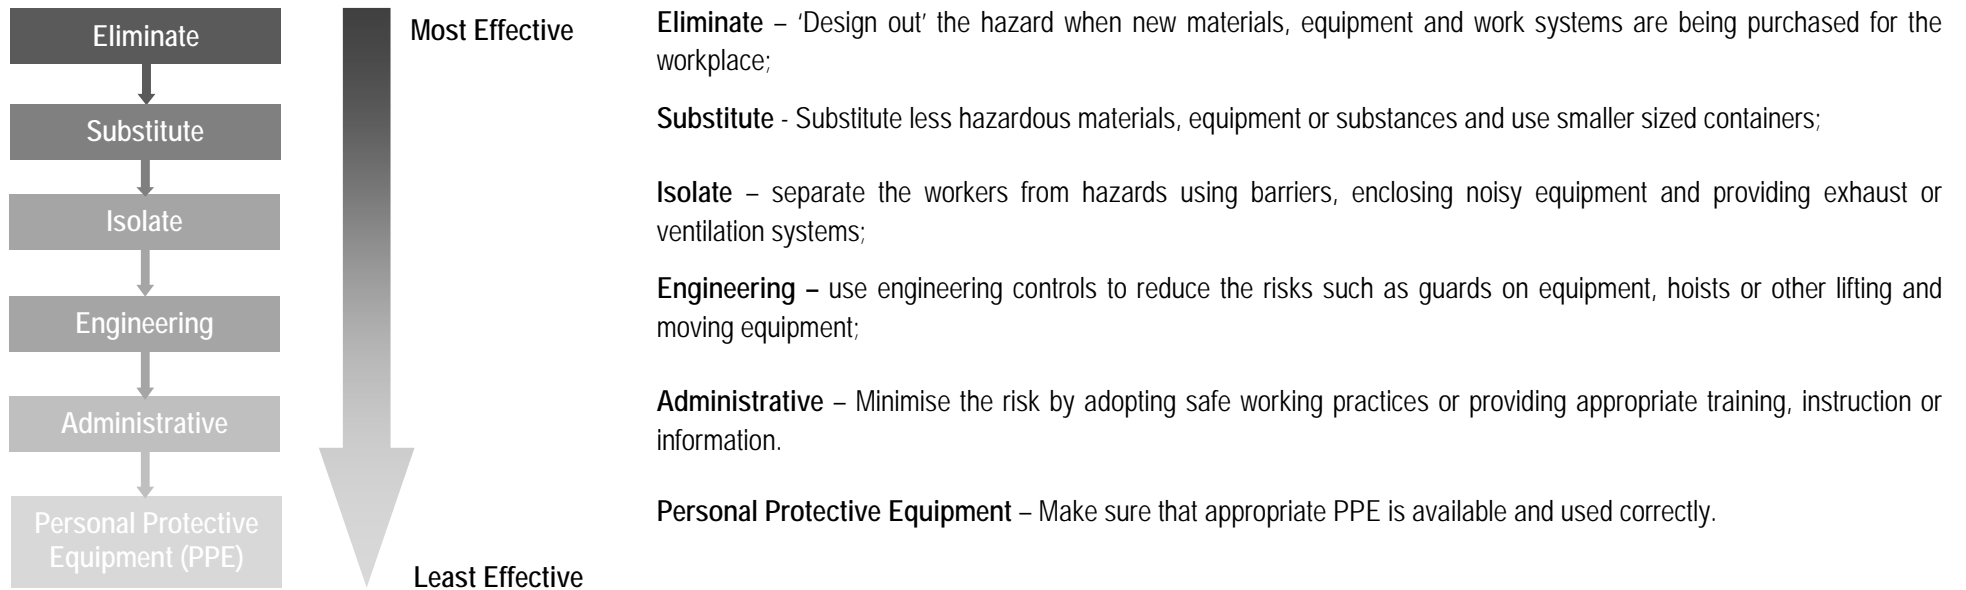 Eliminate
Substitute
Isolate
Engineering
Administrative
Personal Protective
Equipment (PPE)
Most Effective
Least Effective
Eliminate – ‘Design out’ the hazard when new materials, equipment and work systems are being purchased for the
workplace;
Substitute - Substitute less hazardous materials, equipment or substances and use smaller sized containers;
Isolate – separate the workers from hazards using barriers, enclosing noisy equipment and providing exhaust or
ventilation systems;
Engineering – use engineering controls to reduce the risks such as guards on equipment, hoists or other lifting and
moving equipment;
Administrative – Minimise the risk by adopting safe working practices or providing appropriate training, instruction or
information.
Personal Protective Equipment – Make sure that appropriate PPE is available and used correctly.